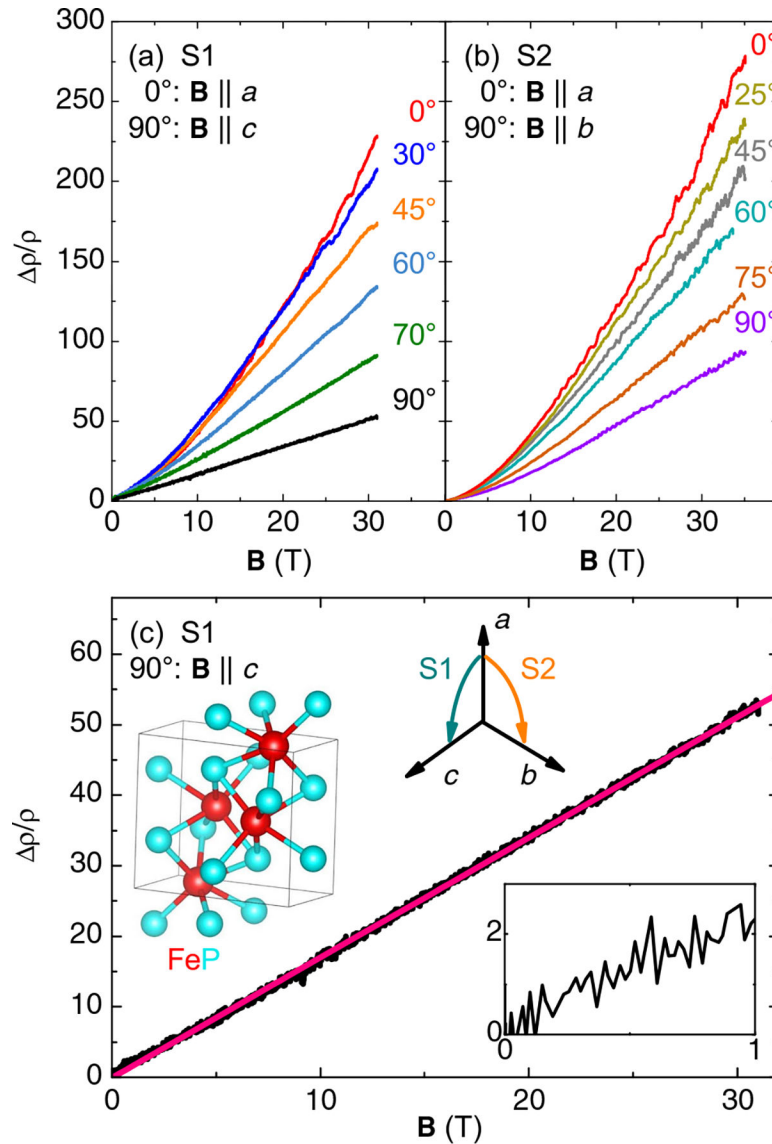 300
250
200
150
100
50
0
Δρ/ρ
(a) S1
0°: B || a
90°: B || c
0°
30°
45°
60°
70°
90°
0 10 20 30
B (T)
(b) S2
0°: B || a
90°: B || b
0°
25°
45°
60°
75°
90°
0 10 20 30
B (T)
60
50
40
30
20
10
0
Δρ/ρ
(c) S1
90°: B || c
FeP
a
S1 S2
c b
2
0
0 1
0 10 20 30
B (T)